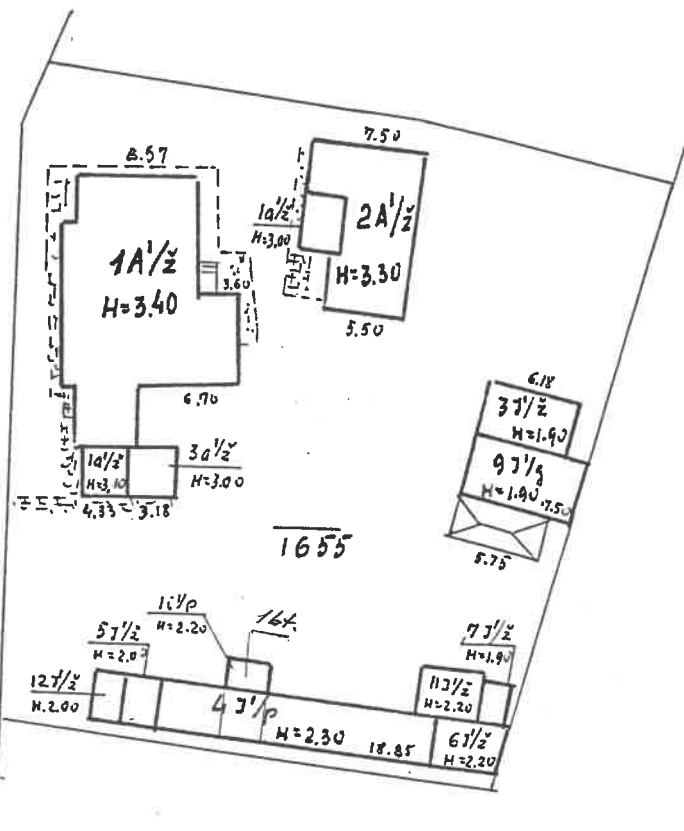 7.50
8.57
1a¹/ž
H=3,00
2A¹/ž
H=3.30
5.50
1A¹/ž
H=3.40
3.60
6.70
1a¹/ž
H=3,10
3a¹/ž
H=3.00
4.33
3.18
6.18
3J¹/ž
H=1.90
9J¹/g
H=1.90
7.50
5.75
1655
1i¹/p
H=2.20
16t.
5J¹/ž
H=2.00
12J¹/ž
H.2.00
4J¹/p
H=2.30
18.85
7J¹/ž
H=1.90
11J¹/ž
H=2.20
6J¹/ž
H=2.20